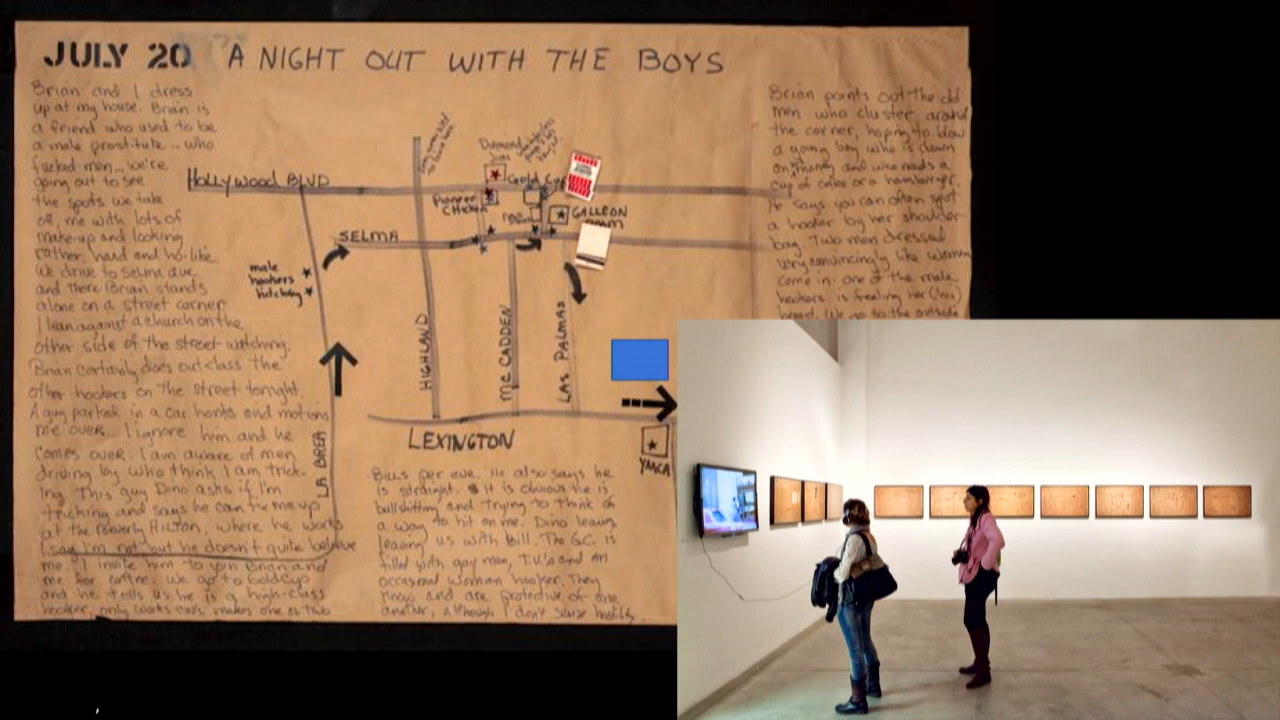 JULY 20 A NIGHT OUT WITH THE BOYS
Brian and I dress
up at my house. Brian is
a friend who used to be
a male prostitute... who
fucked men... we're
going out to see
the spots. We take
off, me with lots of
make-up and looking
rather hard and ho-like.
We drive to Selma ave.
and there Brian stands
alone on a street corner
I lean against a church on the
other side of the street watching.
Brian certainly does outclass the
other hookers on the street tonight.
A guy parked in a car honks and motions
me over... I ignore him and he
comes over. I am aware of men
driving by who think I am trick-
ing. This guy Dino asks if I'm
tricking and says he can fix me up
at the Beverly HILTON, where he works
I say I'm not but he doesn't quite believe
me. I invite him to join Brian and
me for coffee. We go to Gold Cup
and he tells us he is a high-class
hooker, only works calls, makes one or two
HOLLYWOOD BLVD
Diamond
Jims
Gold Cup
Pioneer
Chicken
GALLEON
SELMA
male
hookers
hitching
HIGHLAND
MC CADDEN
LAS PALMAS
LA BREA
LEXINGTON
YMCA
Bills per eve. He also says he
is straight. It is obvious he is
bullshitting and trying to think of
a way to hit on me. Dino leaves
leaving us with Bill. The G.C. is
filled with gay men, T.V.'s and an
occasional woman hooker. They
and are protective of one
another, although I don't sense hostility.
Brian points out the old
men who cluster around
the corner, hoping to blow
a young boy who is down
on money and who needs a
cup of coffee or a hamburger.
He says you can often spot
a hooker by her shoulder
bag. Two men dressed
very convincingly like women
come in. one of the male
hookers is feeling her (his)
We go to the outside